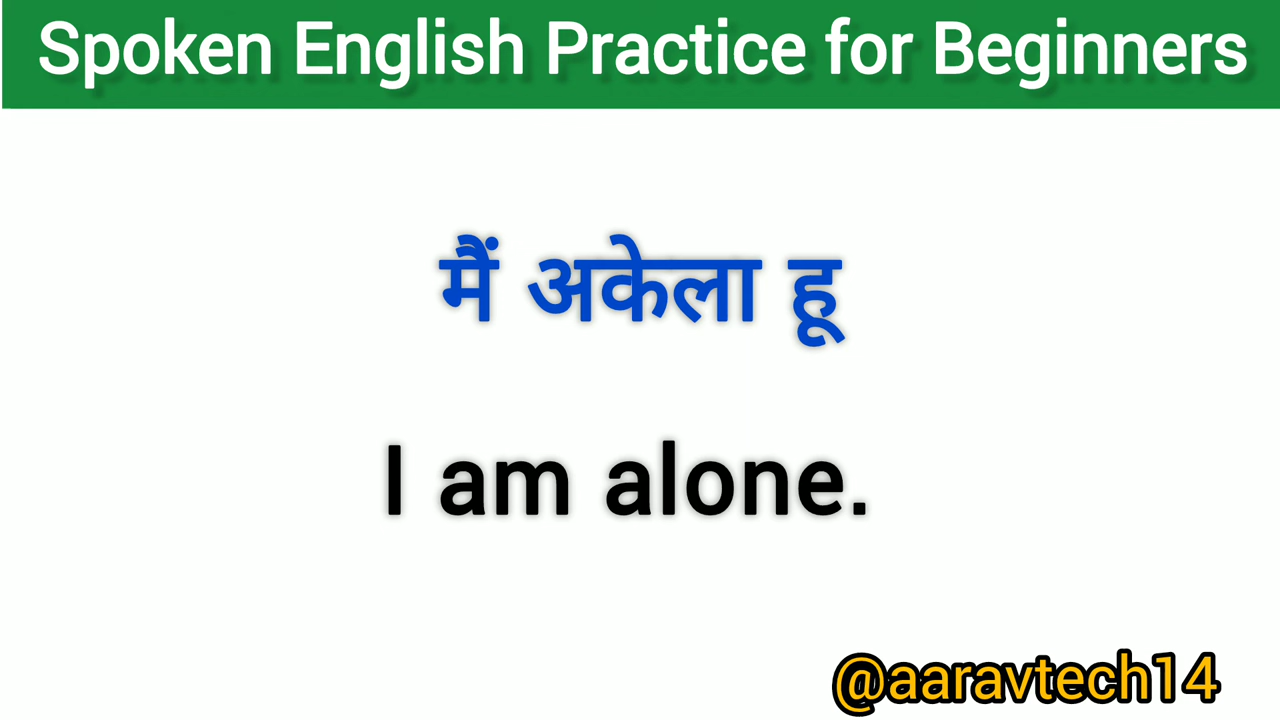 Spoken English Practice for Beginners
मैं अकेला हू
I am alone.
@aaravtech14